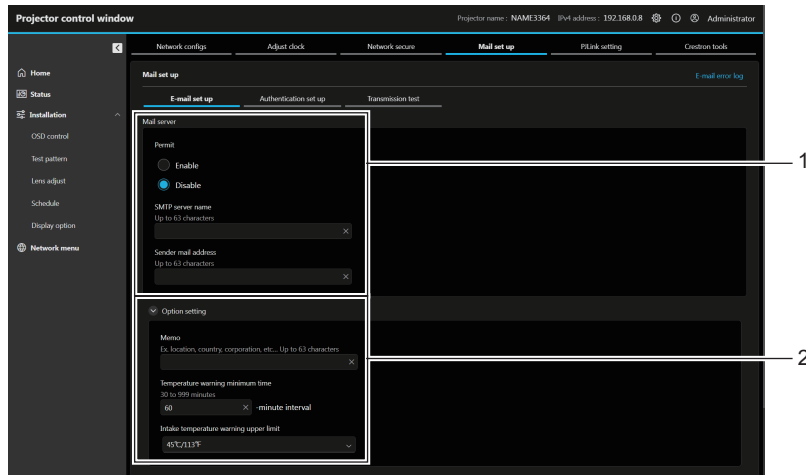 Projector control window
Projector name : NAME3364 IPv4 address : 192.168.0.8 Administrator
Network configs Adjust clock Network secure Mail set up PJLink setting Crestron tools
Home
Status
Installation
OSD control
Test pattern
Lens adjust
Schedule
Display option
Network menu
Mail set up E-mail error log
E-mail set up Authentication set up Transmission test
Mail server
Permit
Enable
Disable
SMTP server name
Up to 63 characters
Sender mail address
Up to 63 characters
1
Option setting
Memo
Ex. location, country, corporation, etc... Up to 63 characters
Temperature warning minimum time
30 to 999 minutes
60 -minute interval
Intake temperature warning upper limit
45℃/113℉
2